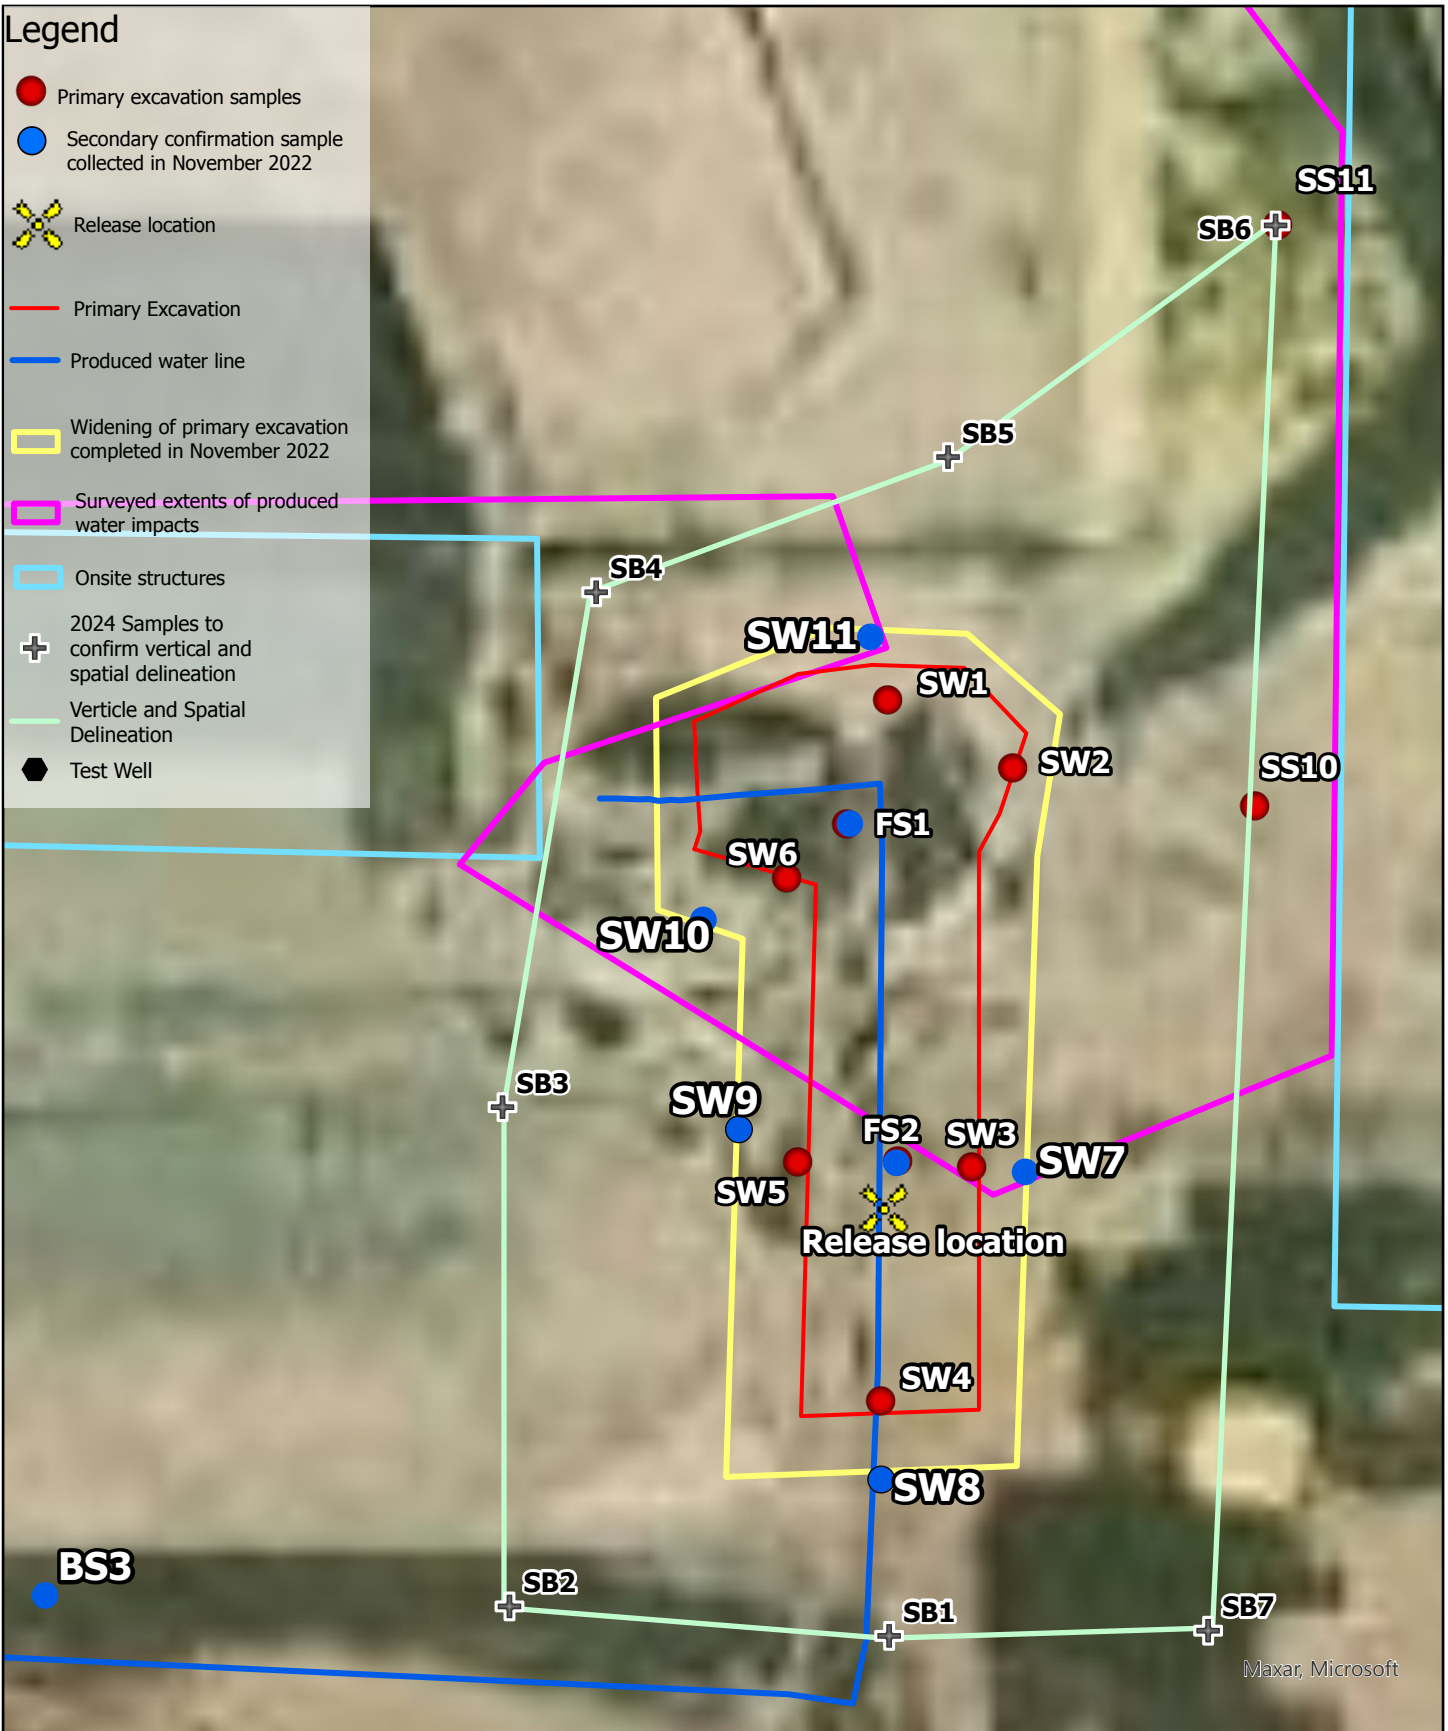 Legend
Primary excavation samples
Secondary confirmation sample
collected in November 2022
Release location
Primary Excavation
Produced water line
Widening of primary excavation
completed in November 2022
Surveyed extents of produced
water impacts
Onsite structures
2024 Samples to
confirm vertical and
spatial delineation
Verticle and Spatial
Delineation
Test Well
SS11
SB6
SB5
SB4
SW11
SW1
SW2
SS10
FS1
SW6
SW10
SB3
SW9
FS2
SW3
SW7
SW5
Release location
SW4
SW8
BS3
SB2
SB1
SB7
Maxar, Microsoft